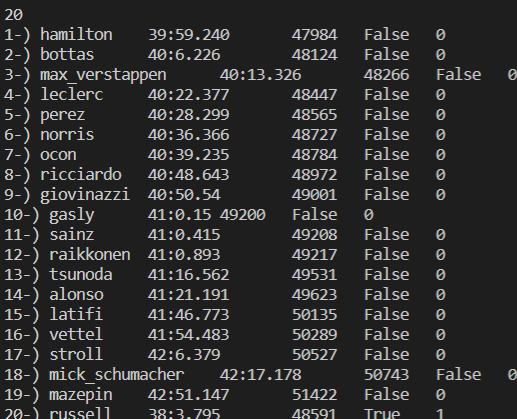 20
1-) hamilton 39:59.240 47984 False 0
2-) bottas 40:6.226 48124 False 0
3-) max_verstappen 40:13.326 48266 False 0
4-) leclerc 40:22.377 48447 False 0
5-) perez 40:28.299 48565 False 0
6-) norris 40:36.366 48727 False 0
7-) ocon 40:39.235 48784 False 0
8-) ricciardo 40:48.643 48972 False 0
9-) giovinazzi 40:50.54 49001 False 0
10-) gasly 41:0.15 49200 False 0
11-) sainz 41:0.415 49208 False 0
12-) raikkonen 41:0.893 49217 False 0
13-) tsunoda 41:16.562 49531 False 0
14-) alonso 41:21.191 49623 False 0
15-) latifi 41:46.773 50135 False 0
16-) vettel 41:54.483 50289 False 0
17-) stroll 42:6.379 50527 False 0
18-) mick_schumacher 42:17.178 50743 False 0
19-) mazepin 42:51.147 51422 False 0
20-) russell 38:3.795 48591 True 1